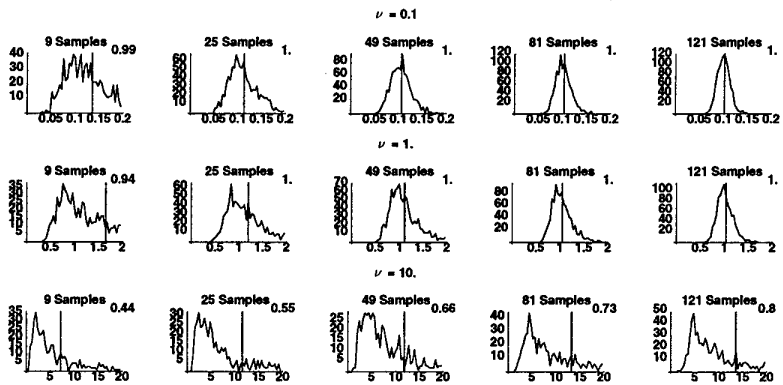 ν = 0.1
9 Samples 25 Samples 49 Samples 81 Samples 121 Samples
0.99 1. 1. 1. 1.
40 30 20 10
60 50 40 30 20 10
80 60 40 20
120 100 80 60 40 20
120 100 80 60 40 20
0.05 0.1 0.15 0.2 0.05 0.1 0.15 0.2 0.05 0.1 0.15 0.2 0.05 0.1 0.15 0.2 0.05 0.1 0.15 0.2
ν = 1.
9 Samples 25 Samples 49 Samples 81 Samples 121 Samples
0.94 1. 1. 1. 1.
35 30 25 20 15 10 5
60 50 40 30 20 10
70 60 50 40 30 20 10
80 60 40 20
100 80 60 40 20
0.5 1 1.5 2 0.5 1 1.5 2 0.5 1 1.5 2 0.5 1 1.5 2 0.5 1 1.5 2
ν = 10.
9 Samples 25 Samples 49 Samples 81 Samples 121 Samples
0.44 0.55 0.66 0.73 0.8
35 30 25 20 15 10 5
30 25 20 15 10 5
25 20 15 10 5
40 30 20 10
50 40 30 20 10
5 10 15 20 5 10 15 20 5 10 15 20 5 10 15 20 5 10 15 20